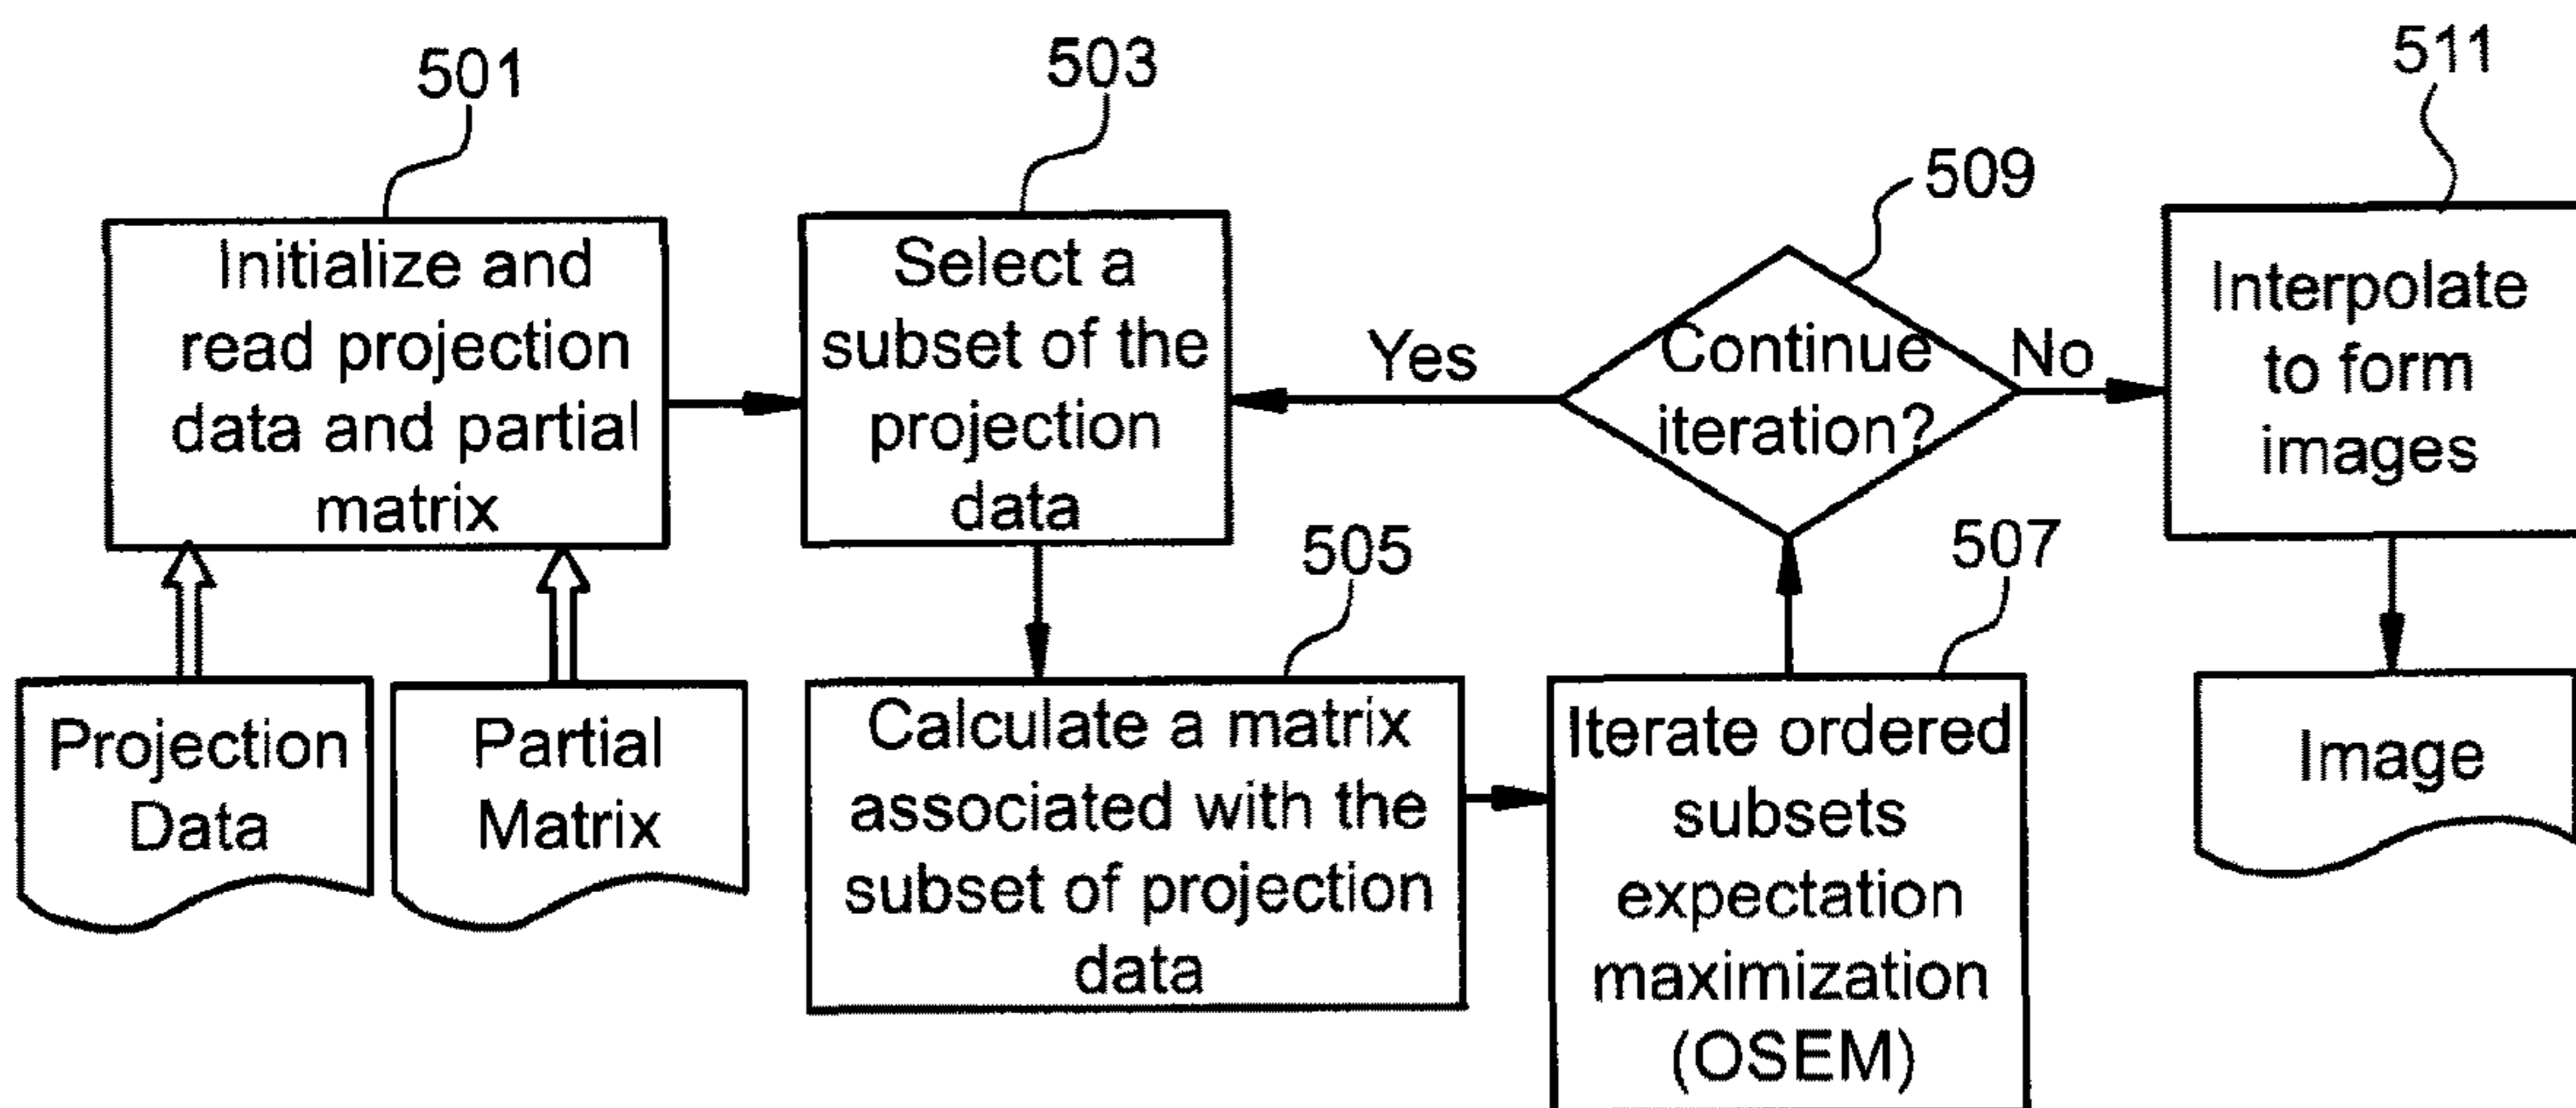 501
Initialize and
read projection
data and partial
matrix
Projection
Data
Partial
Matrix
503
Select a
subset of the
projection
data
505
Calculate a matrix
associated with the
subset of projection
data
507
Iterate ordered
subsets
expectation
maximization
(OSEM)
509
Continue
iteration?
Yes
No
511
Interpolate
to form
images
Image